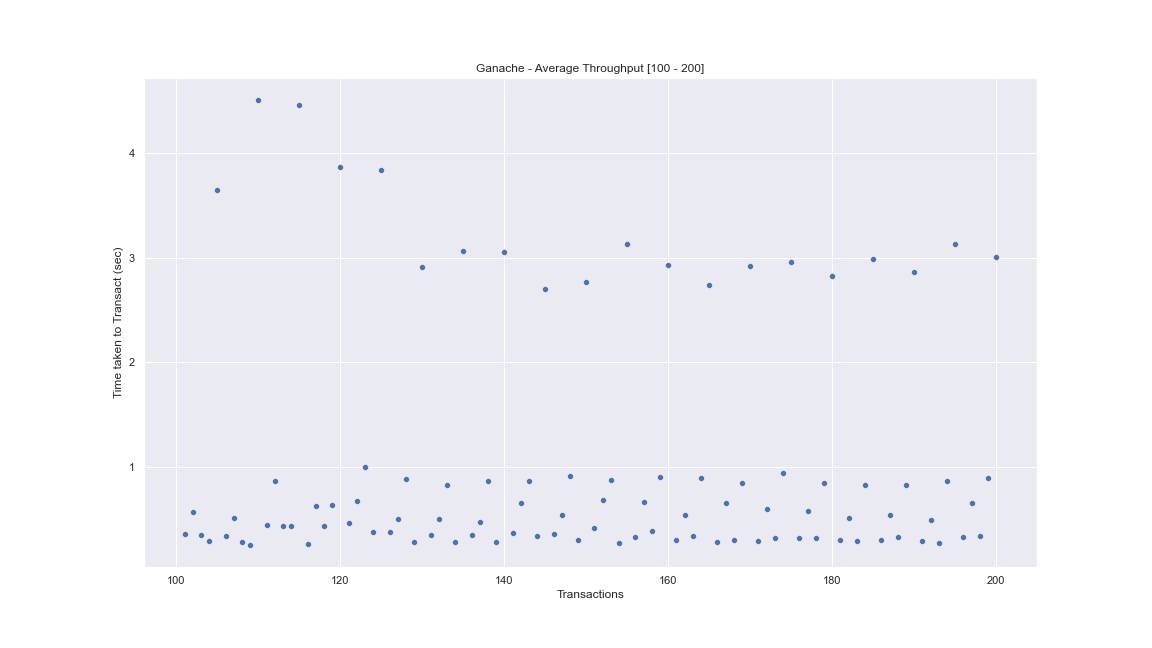 Ganache - Average Throughput [100 - 200]
Time taken to Transact (sec)
4
3
2
1
100 120 140 160 180 200
Transactions